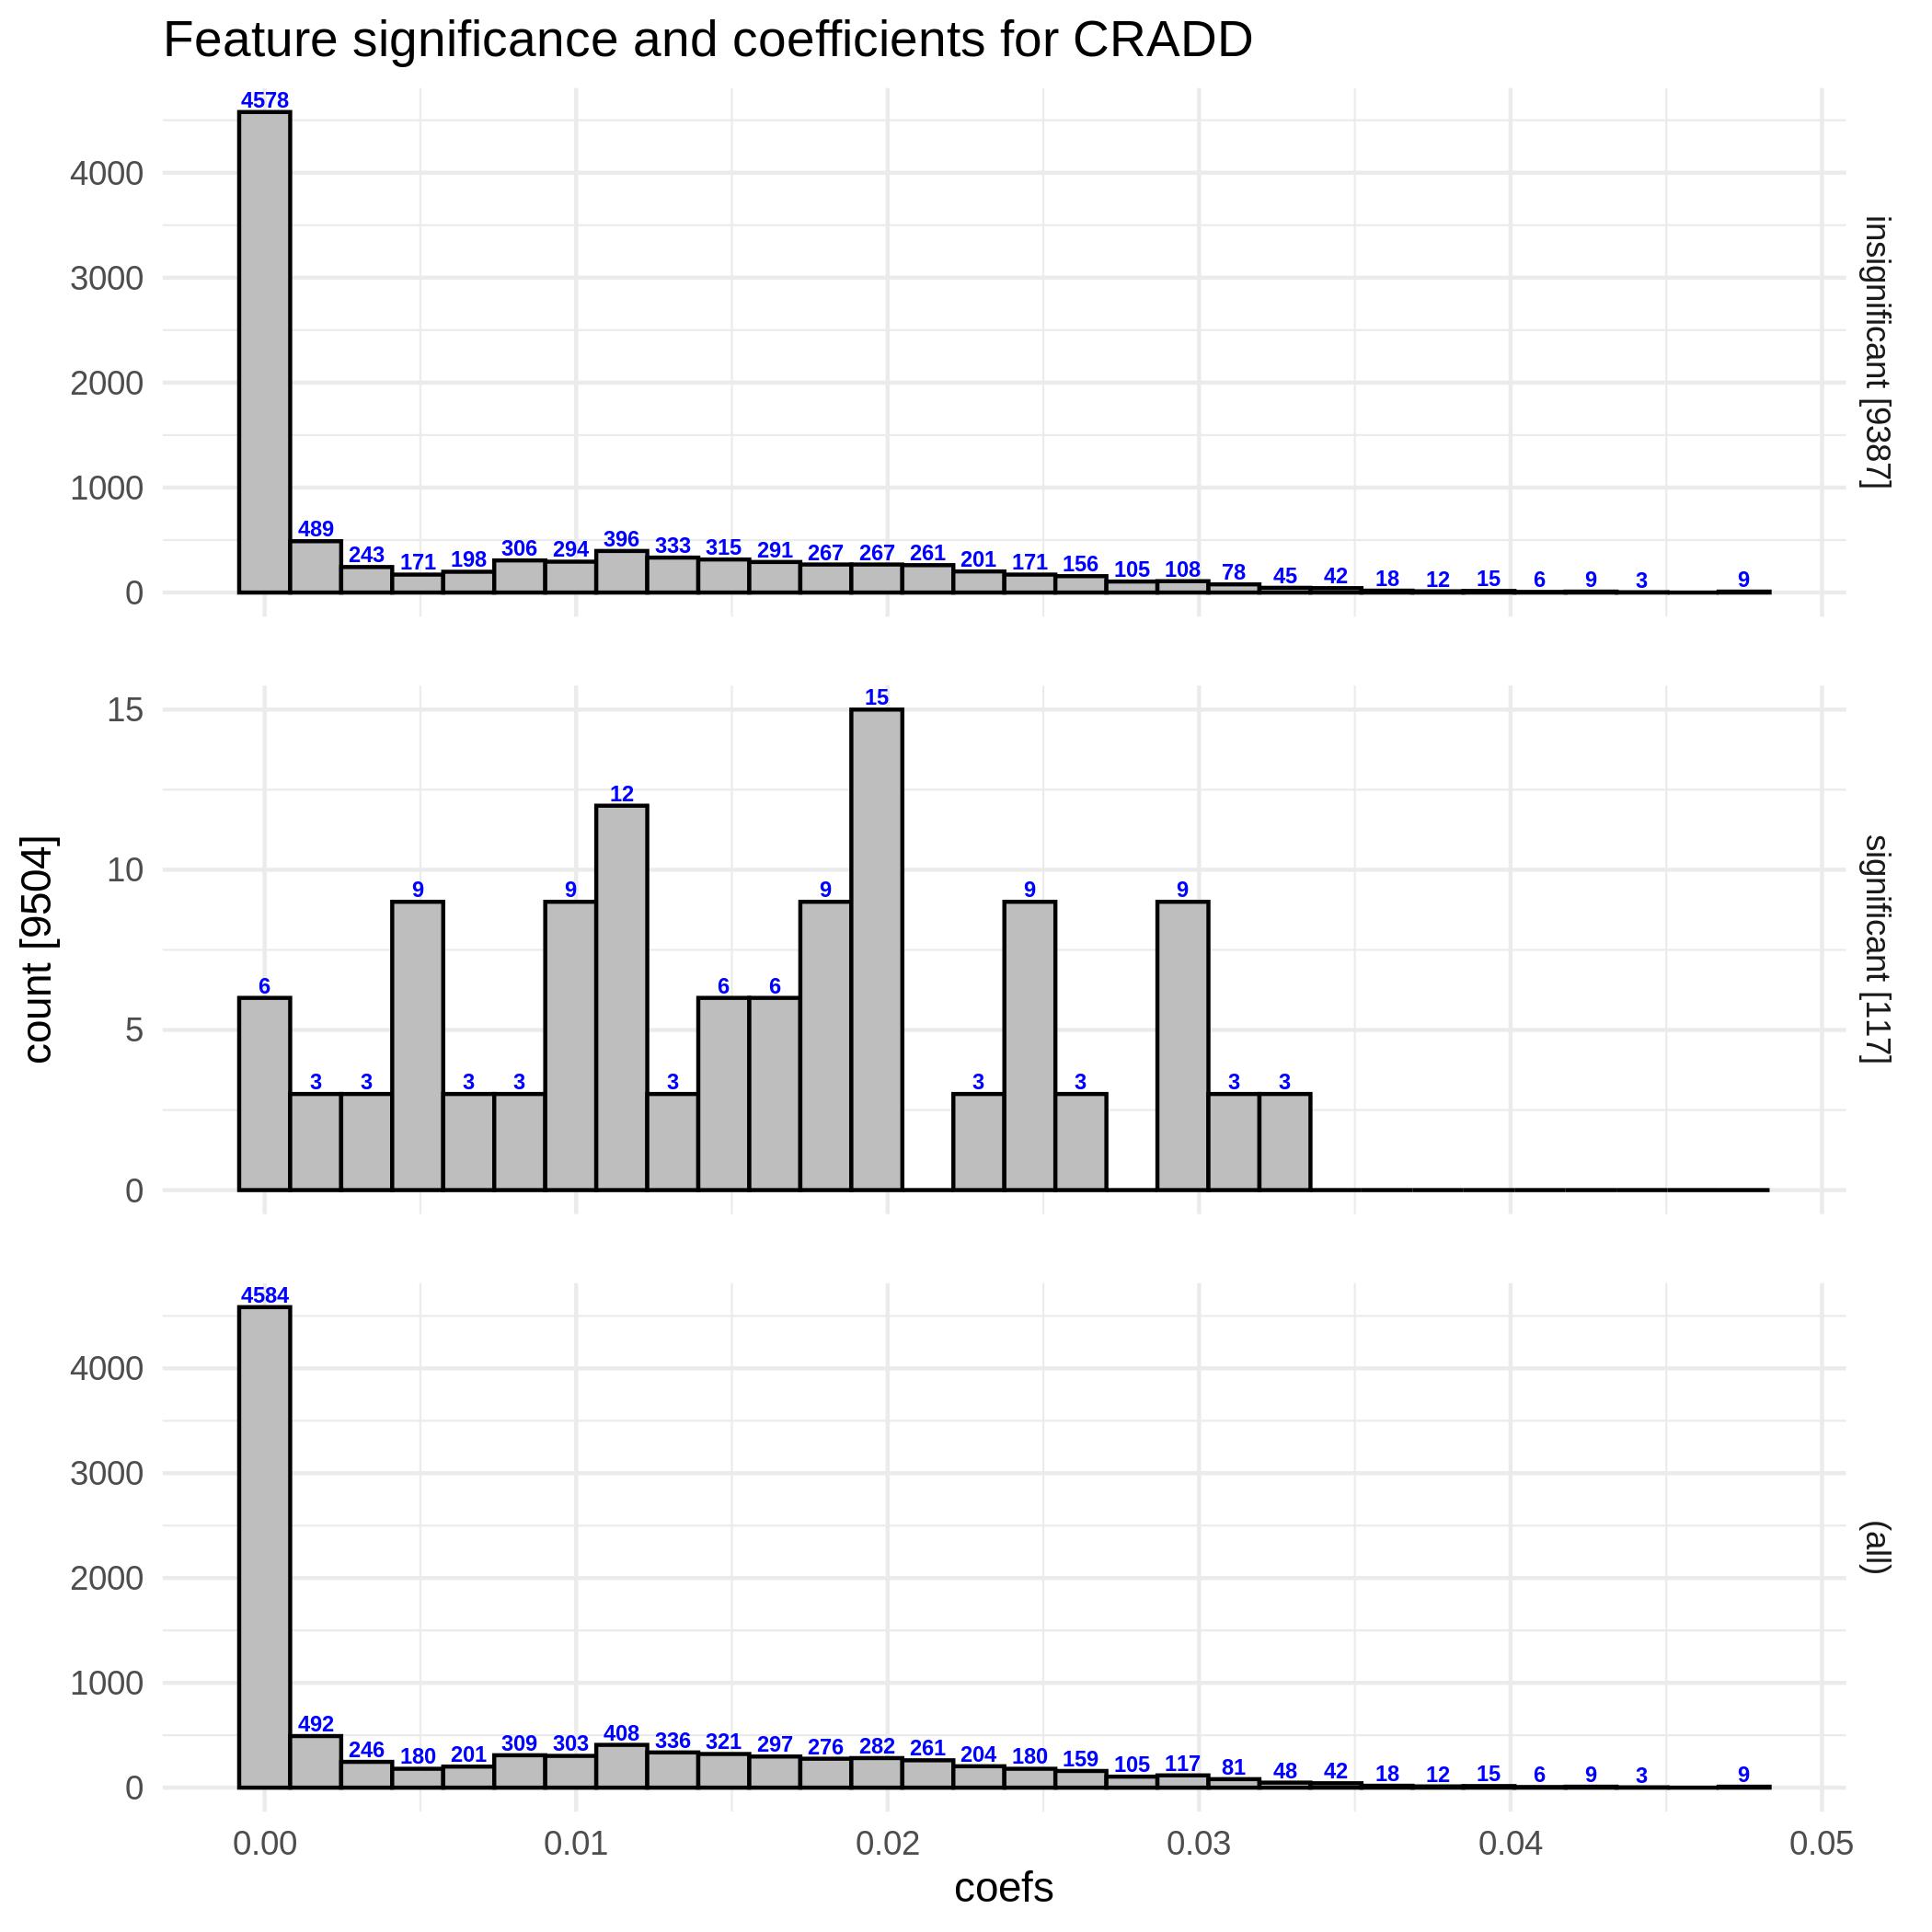 Feature significance and coefficients for CRADD
4578
4000
3000
2000
1000
0
489 243 171 198 306 294 396 333 315 291 267 267 261 201 171 156 105 108 78 45 42 18 12 15 6 9 3 9
insignificant [9387]
15
10
5
0
6 3 3 9 3 3 9 12 3 6 6 9 15 3 9 3 9 3 3
significant [117]
count [9504]
4584
4000
3000
2000
1000
0
492 246 180 201 309 303 408 336 321 297 276 282 261 204 180 159 105 117 81 48 42 18 12 15 6 9 3 9
(all)
0.00 0.01 0.02 0.03 0.04 0.05
coefs